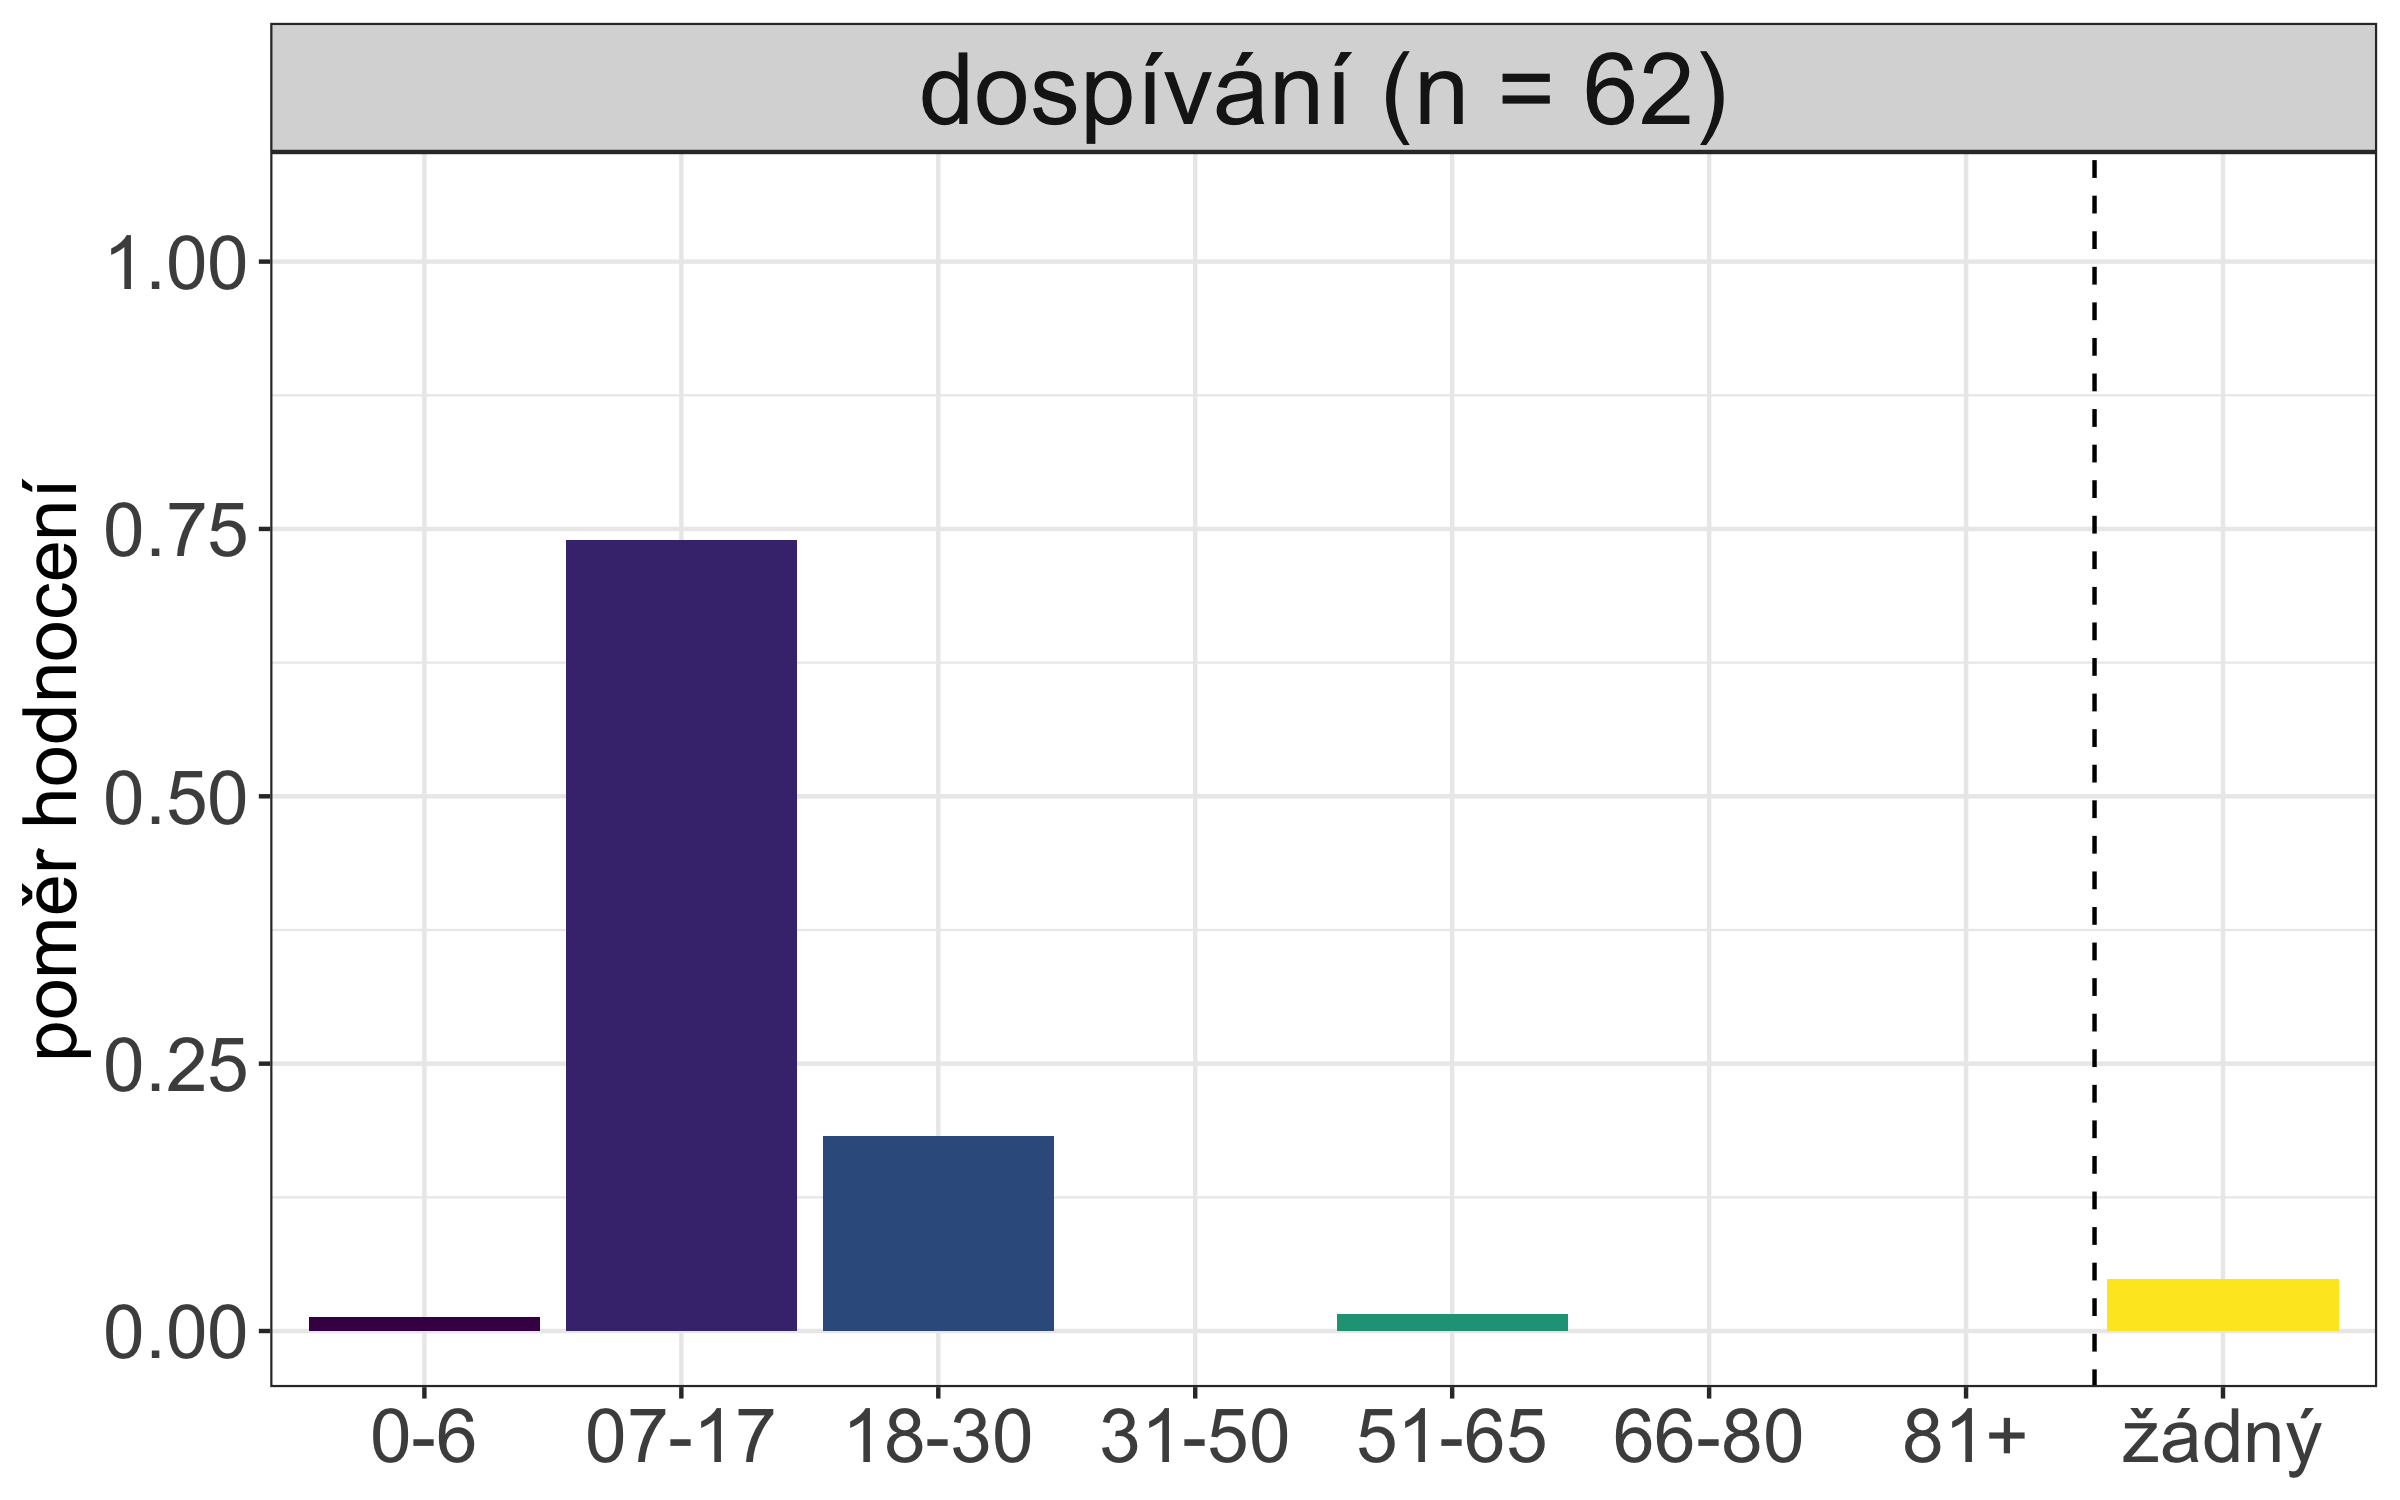 dospívání (n = 62)
poměr hodnocení
1.00
0.75
0.50
0.25
0.00
0-6 07-17 18-30 31-50 51-65 66-80 81+ žádný